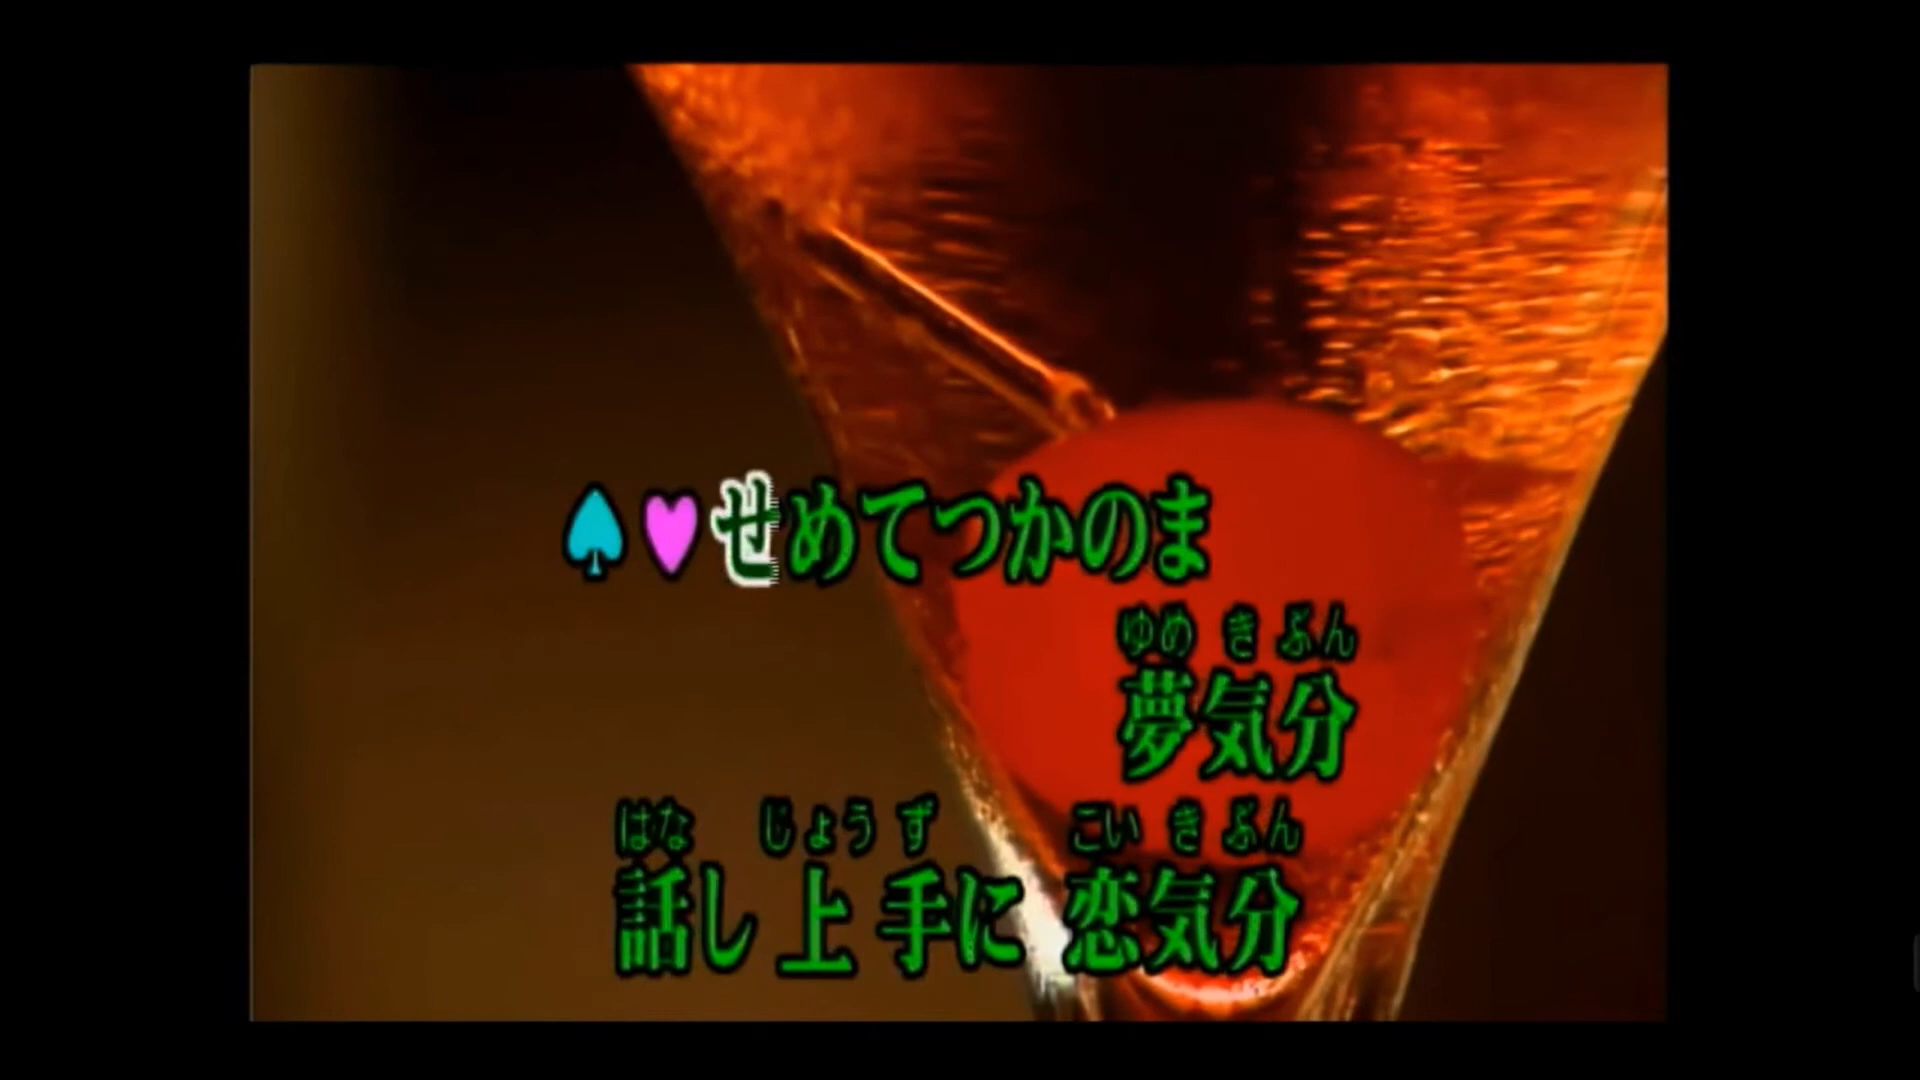 ♠♥せめてつかのま
ゆめ き ぶん
夢気分
はな じょう ず こい き ぶん
話し上手に 恋気分